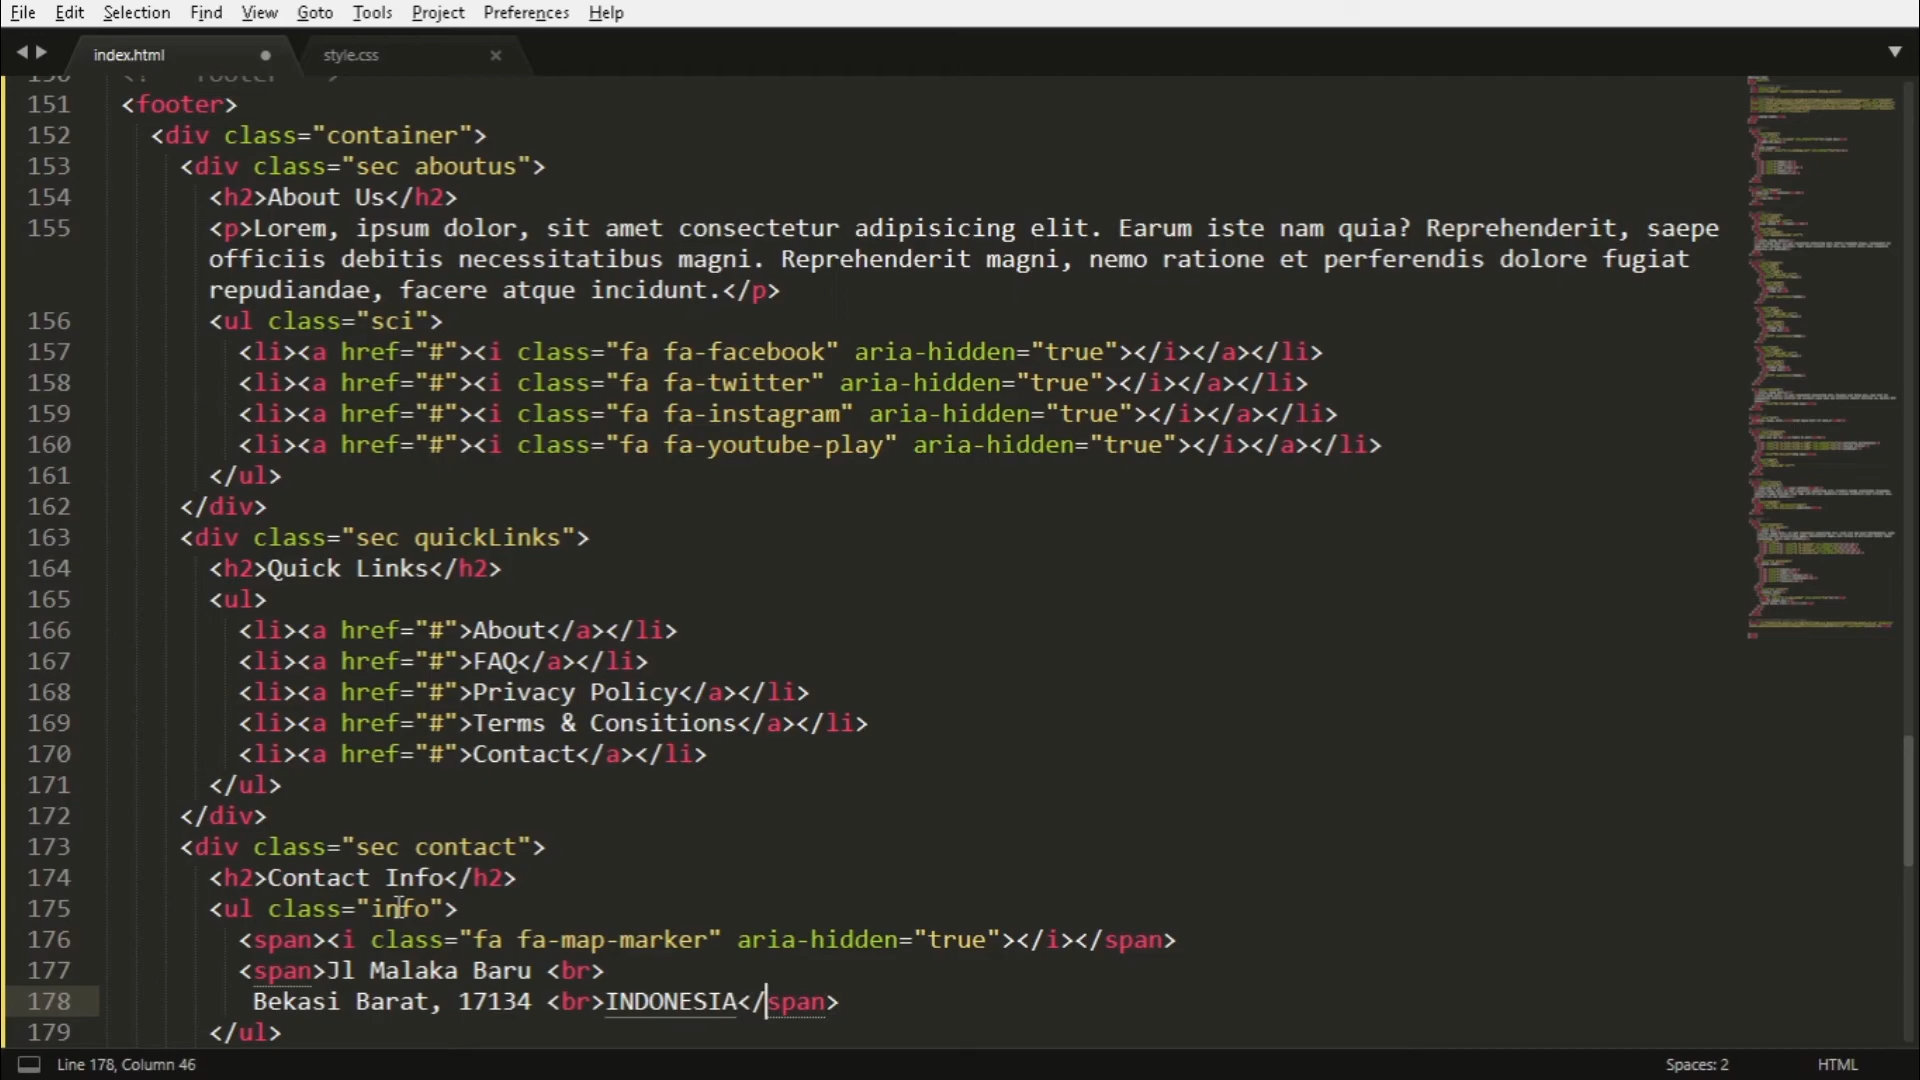 File Edit Selection Find View Goto Tools Project Preferences Help
index.html style.css
151 <footer>
152 <div class="container">
153 <div class="sec aboutus">
154 <h2>About Us</h2>
155 <p>Lorem, ipsum dolor, sit amet consectetur adipisicing elit. Earum iste nam quia? Reprehenderit, saepe
officiis debitis necessitatibus magni. Reprehenderit magni, nemo ratione et perferendis dolore fugiat
repudiandae, facere atque incidunt.</p>
156 <ul class="sci">
157 <li><a href="#"><i class="fa fa-facebook" aria-hidden="true"></i></a></li>
158 <li><a href="#"><i class="fa fa-twitter" aria-hidden="true"></i></a></li>
159 <li><a href="#"><i class="fa fa-instagram" aria-hidden="true"></i></a></li>
160 <li><a href="#"><i class="fa fa-youtube-play" aria-hidden="true"></i></a></li>
161 </ul>
162 </div>
163 <div class="sec quickLinks">
164 <h2>Quick Links</h2>
165 <ul>
166 <li><a href="#">About</a></li>
167 <li><a href="#">FAQ</a></li>
168 <li><a href="#">Privacy Policy</a></li>
169 <li><a href="#">Terms & Consitions</a></li>
170 <li><a href="#">Contact</a></li>
171 </ul>
172 </div>
173 <div class="sec contact">
174 <h2>Contact Info</h2>
175 <ul class="info">
176 <span><i class="fa fa-map-marker" aria-hidden="true"></i></span>
177 <span>Jl Malaka Baru <br>
178 Bekasi Barat, 17134 <br>INDONESIA</span>
179 </ul>
Line 178, Column 46 Spaces: 2 HTML